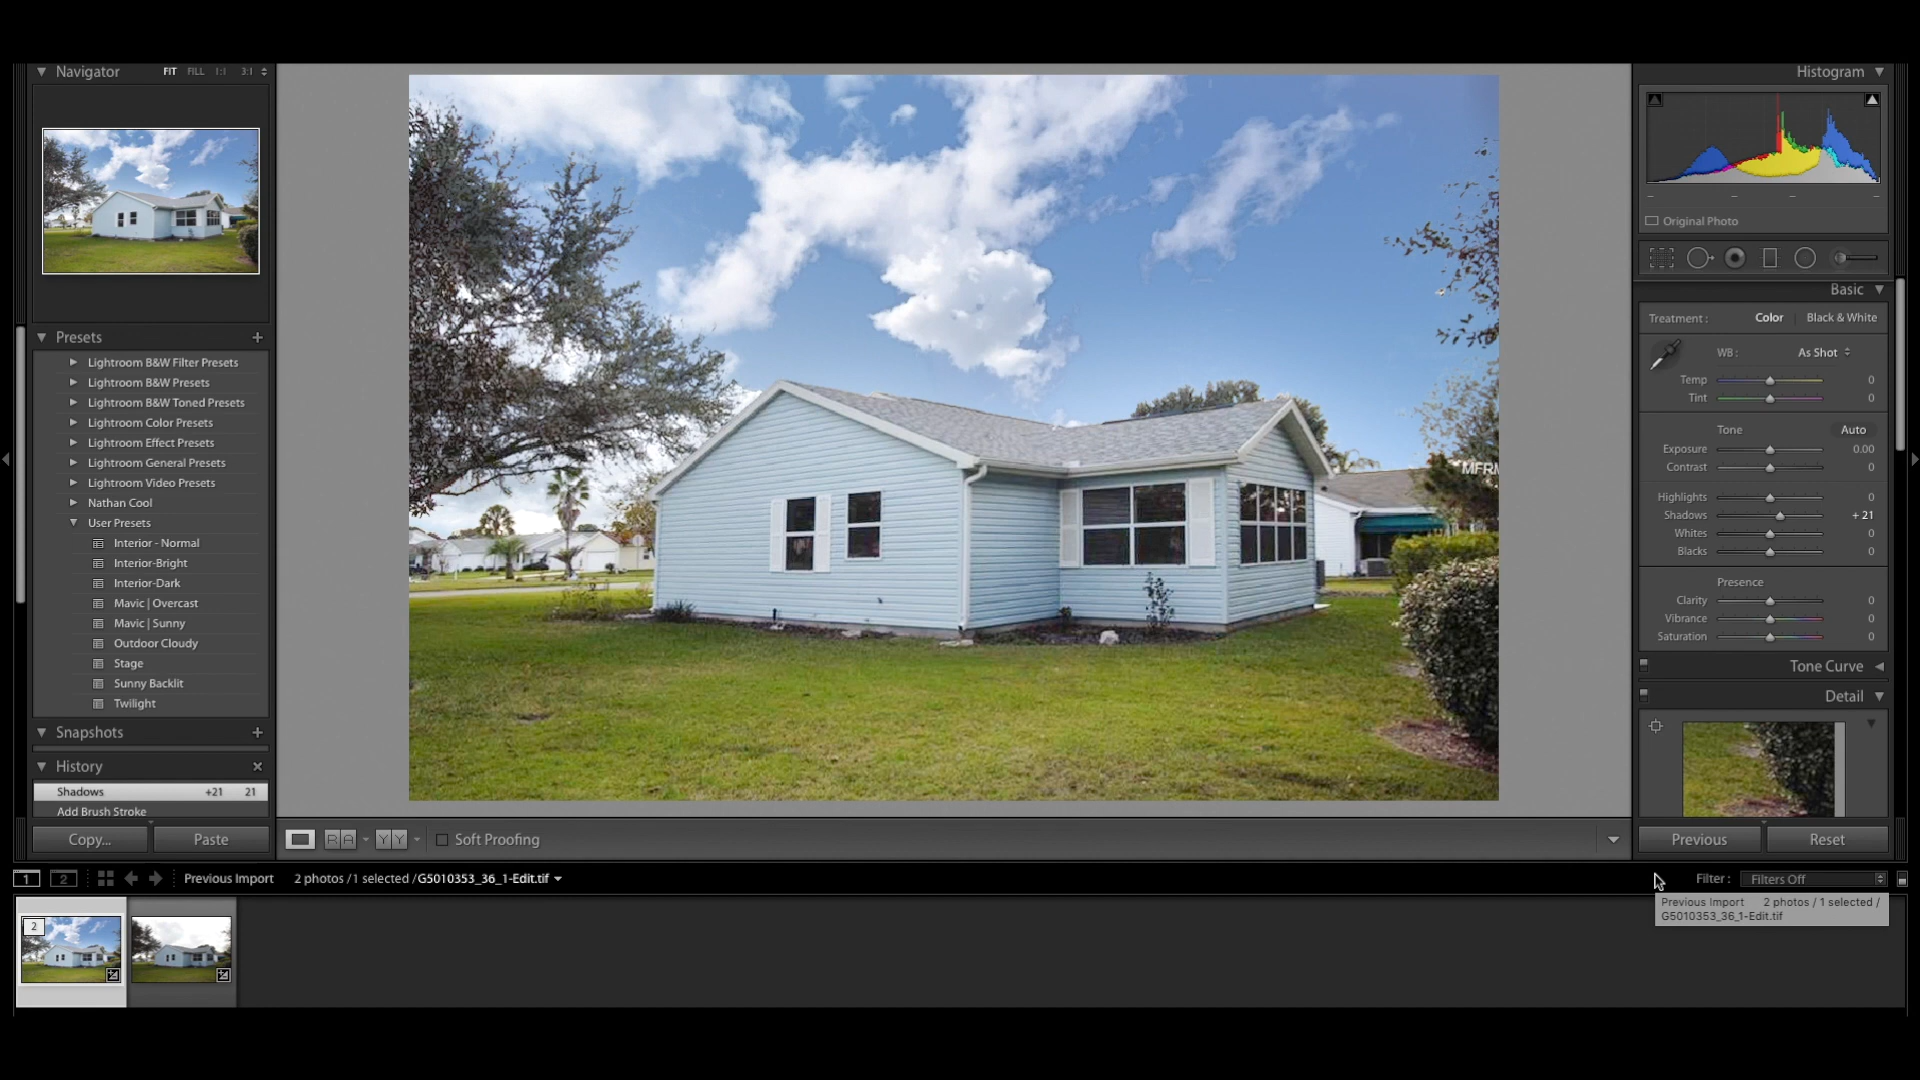 Navigator FIT FILL 1:1 3:1
Presets +
Lightroom B&W Filter Presets
Lightroom B&W Presets
Lightroom B&W Toned Presets
Lightroom Color Presets
Lightroom Effect Presets
Lightroom General Presets
Lightroom Video Presets
Nathan Cool
User Presets
Interior - Normal
Interior-Bright
Interior-Dark
Mavic | Overcast
Mavic | Sunny
Outdoor Cloudy
Stage
Sunny Backlit
Twilight
Snapshots +
History ×
Shadows +21 21
Add Brush Stroke
Copy... Paste
MFRM
R A Y Y Soft Proofing
Histogram
Original Photo
Basic
Treatment : Color Black & White
WB : As Shot
Temp 0
Tint 0
Tone Auto
Exposure 0.00
Contrast 0
Highlights 0
Shadows + 21
Whites 0
Blacks 0
Presence
Clarity 0
Vibrance 0
Saturation 0
Tone Curve
Detail
Previous Reset
1 2 Previous Import 2 photos / 1 selected / G5010353_36_1-Edit.tif Filter : Filters Off
Previous Import 2 photos / 1 selected /
G5010353_36_1-Edit.tif
2